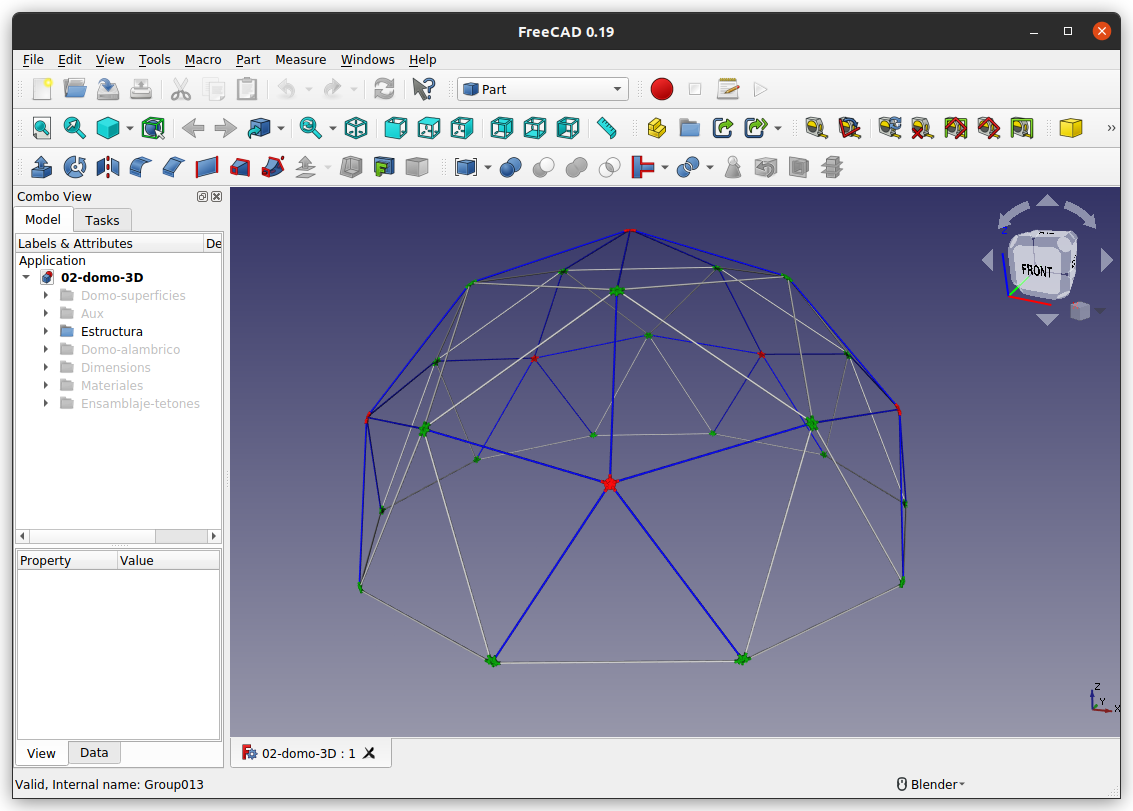 FreeCAD 0.19
File Edit View Tools Macro Part Measure Windows Help
Part
»
Combo View
Model Tasks
Labels & Attributes De
Application
02-domo-3D
Domo-superficies
Aux
Estructura
Domo-alambrico
Dimensions
Materiales
Ensamblaje-tetones
Property Value
View Data
FRONT
Z
Y
X
02-domo-3D : 1
Valid, Internal name: Group013 Blender